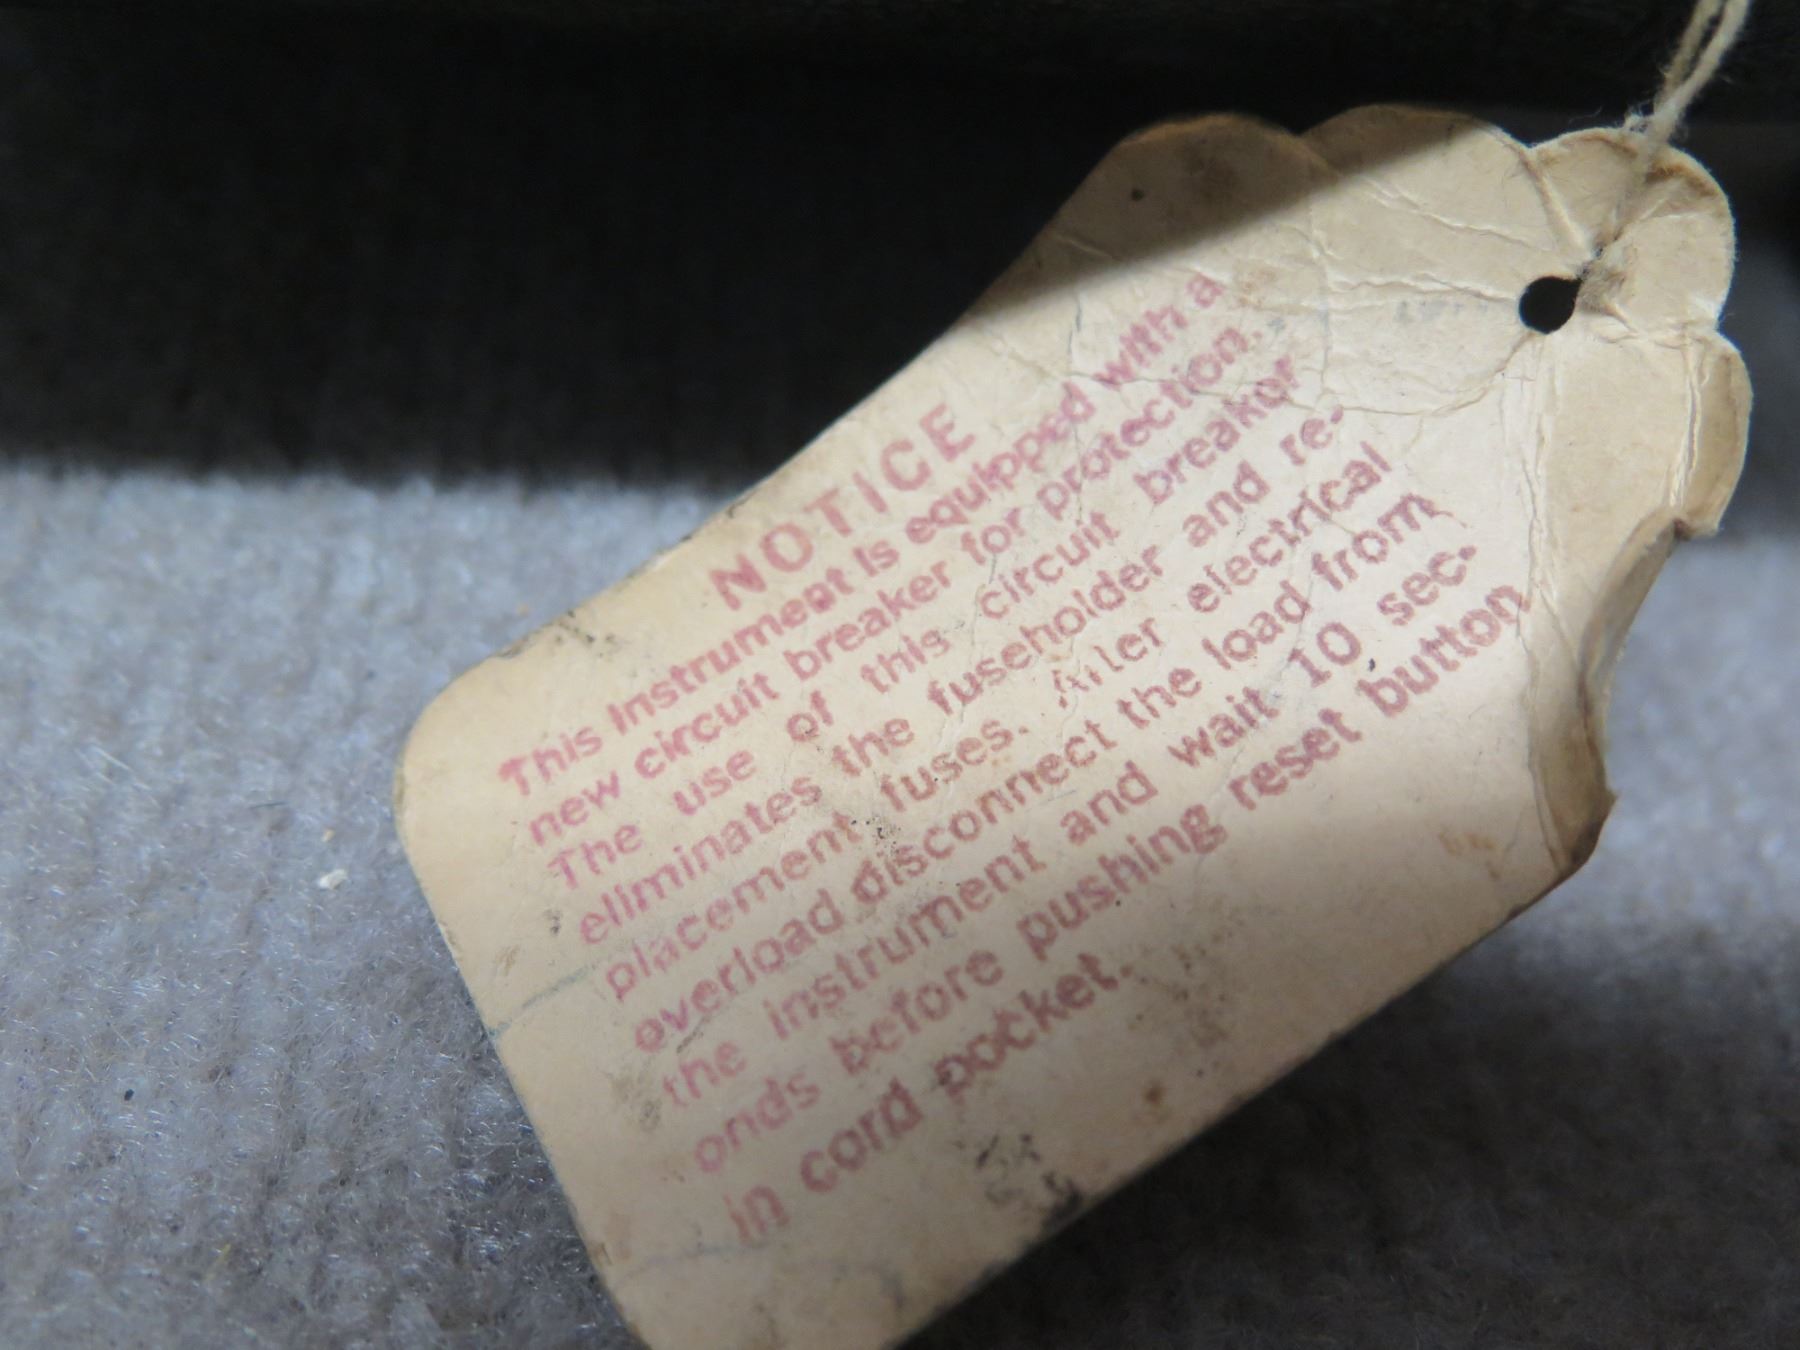 NOTICE
This Instrument is equipped with a
new circuit breaker for protection.
The use of this circuit breaker
eliminates the fuseholder and re-
placement fuses. After electrical
overload disconnect the load from
the instrument and wait 10 sec-
onds before pushing reset button
in cord pocket.